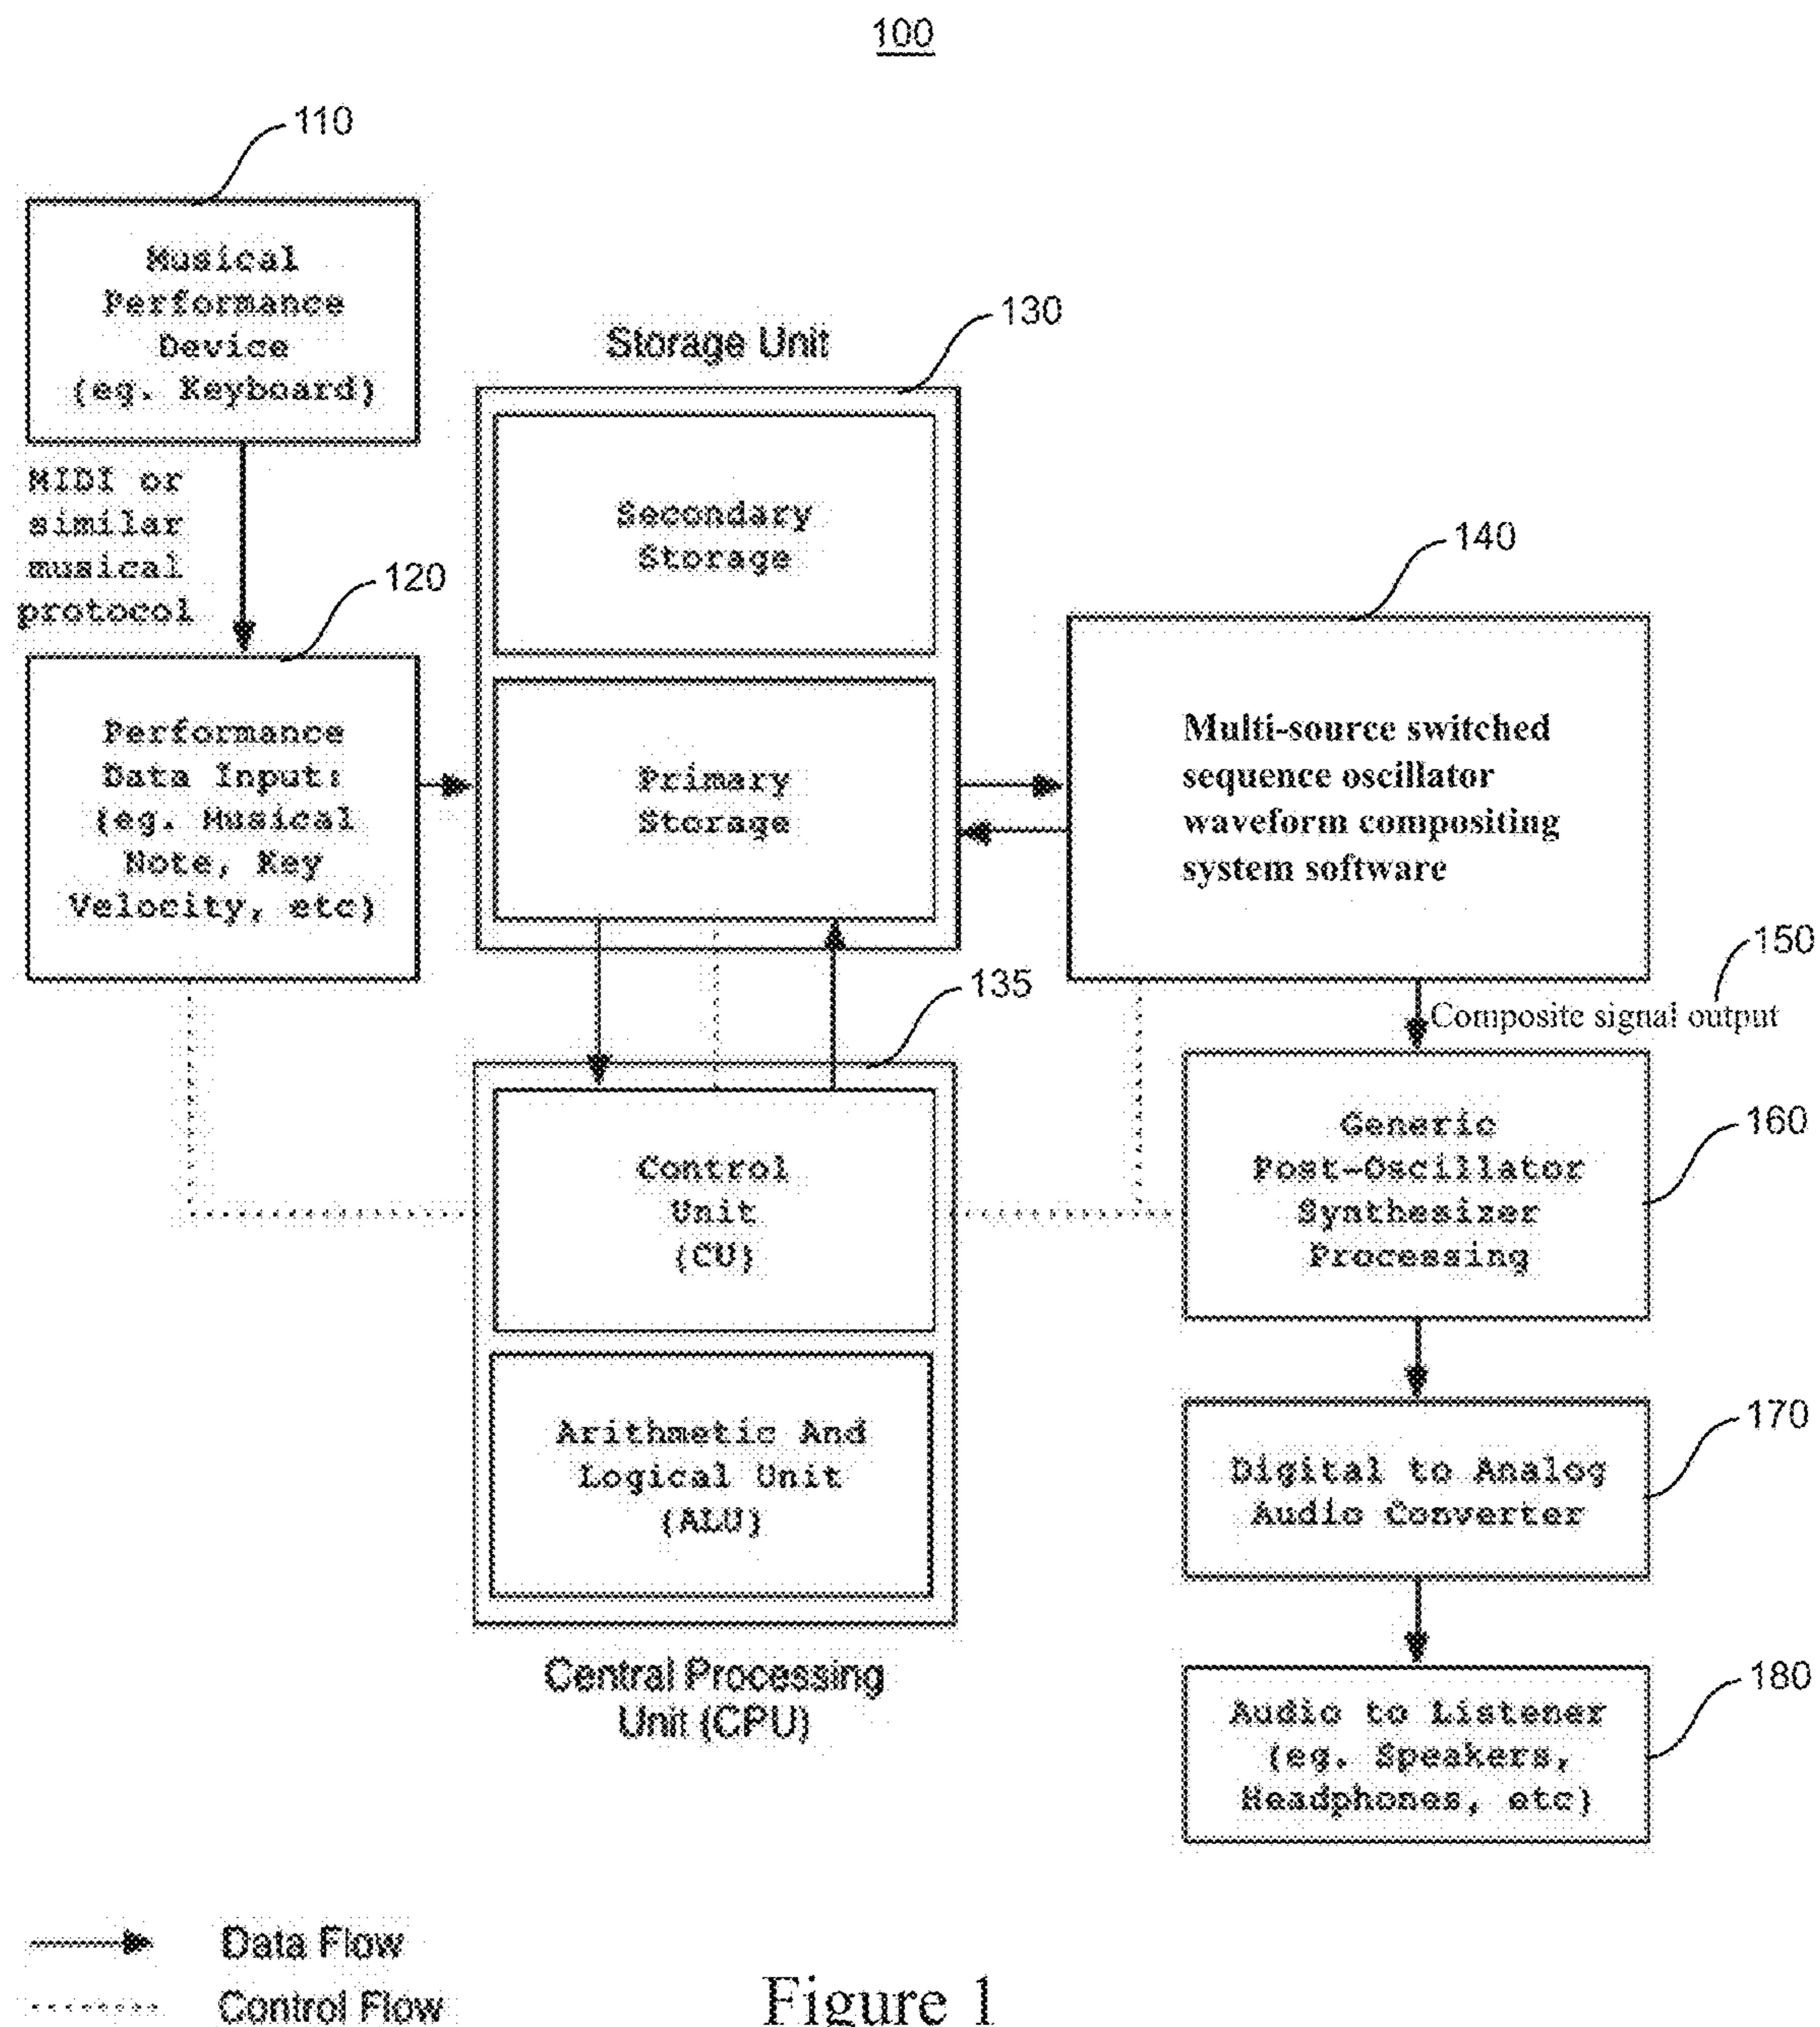 100
110
Musical
Performance
Device
(eg. Keyboard)
MIDI or
similar
musical
protocol
120
Performance
Data Input:
(eg. Musical
Note, Key
Velocity, etc)
Storage Unit
130
Secondary
Storage
Primary
Storage
135
Control
Unit
(CU)
Arithmetic And
Logical Unit
(ALU)
Central Processing
Unit (CPU)
140
Multi-source switched
sequence oscillator
waveform compositing
system software
150
Composite signal output
160
Generic
Post-Oscillator
Synthesizer
Processing
170
Digital to Analog
Audio Converter
180
Audio to Listener
(eg. Speakers,
Headphones, etc)
Data Flow
Control Flow
Figure 1